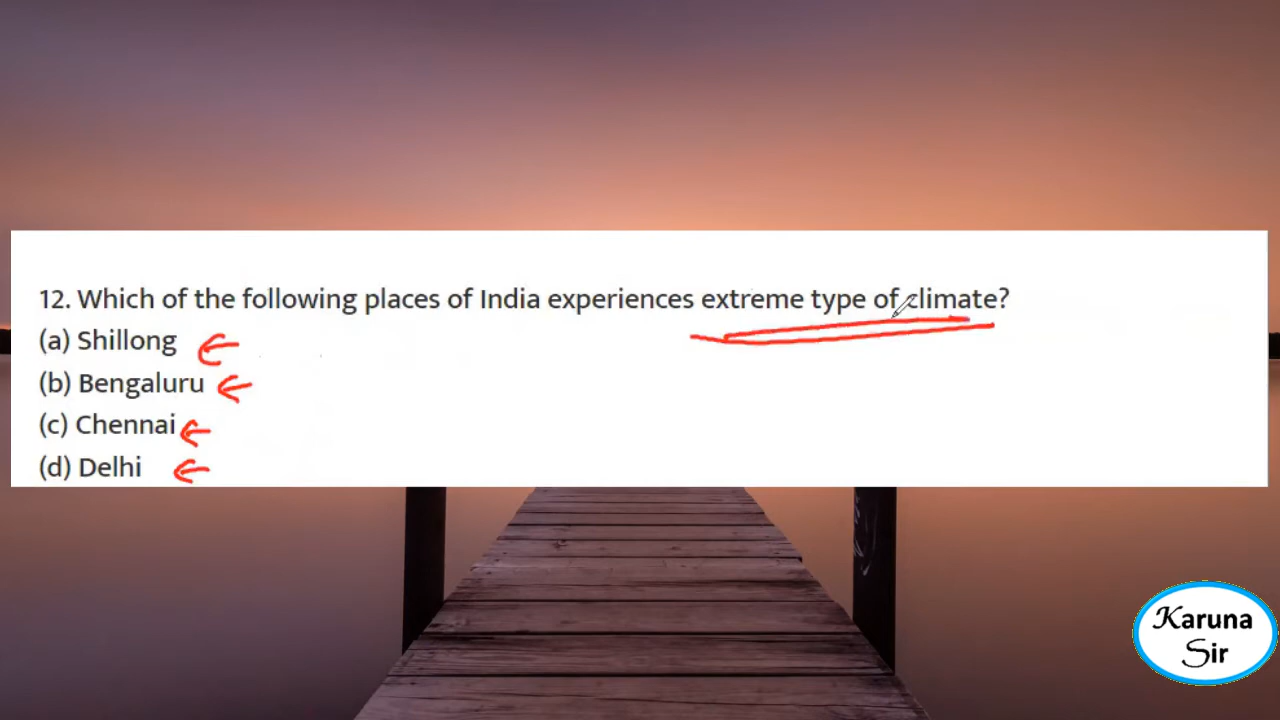 12. Which of the following places of India experiences extreme type of climate?
(a) Shillong
(b) Bengaluru
(c) Chennai
(d) Delhi
Karuna
Sir